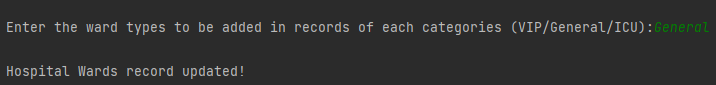 Enter the ward types to be added in records of each categories (VIP/General/ICU):General
Hospital Wards record updated!